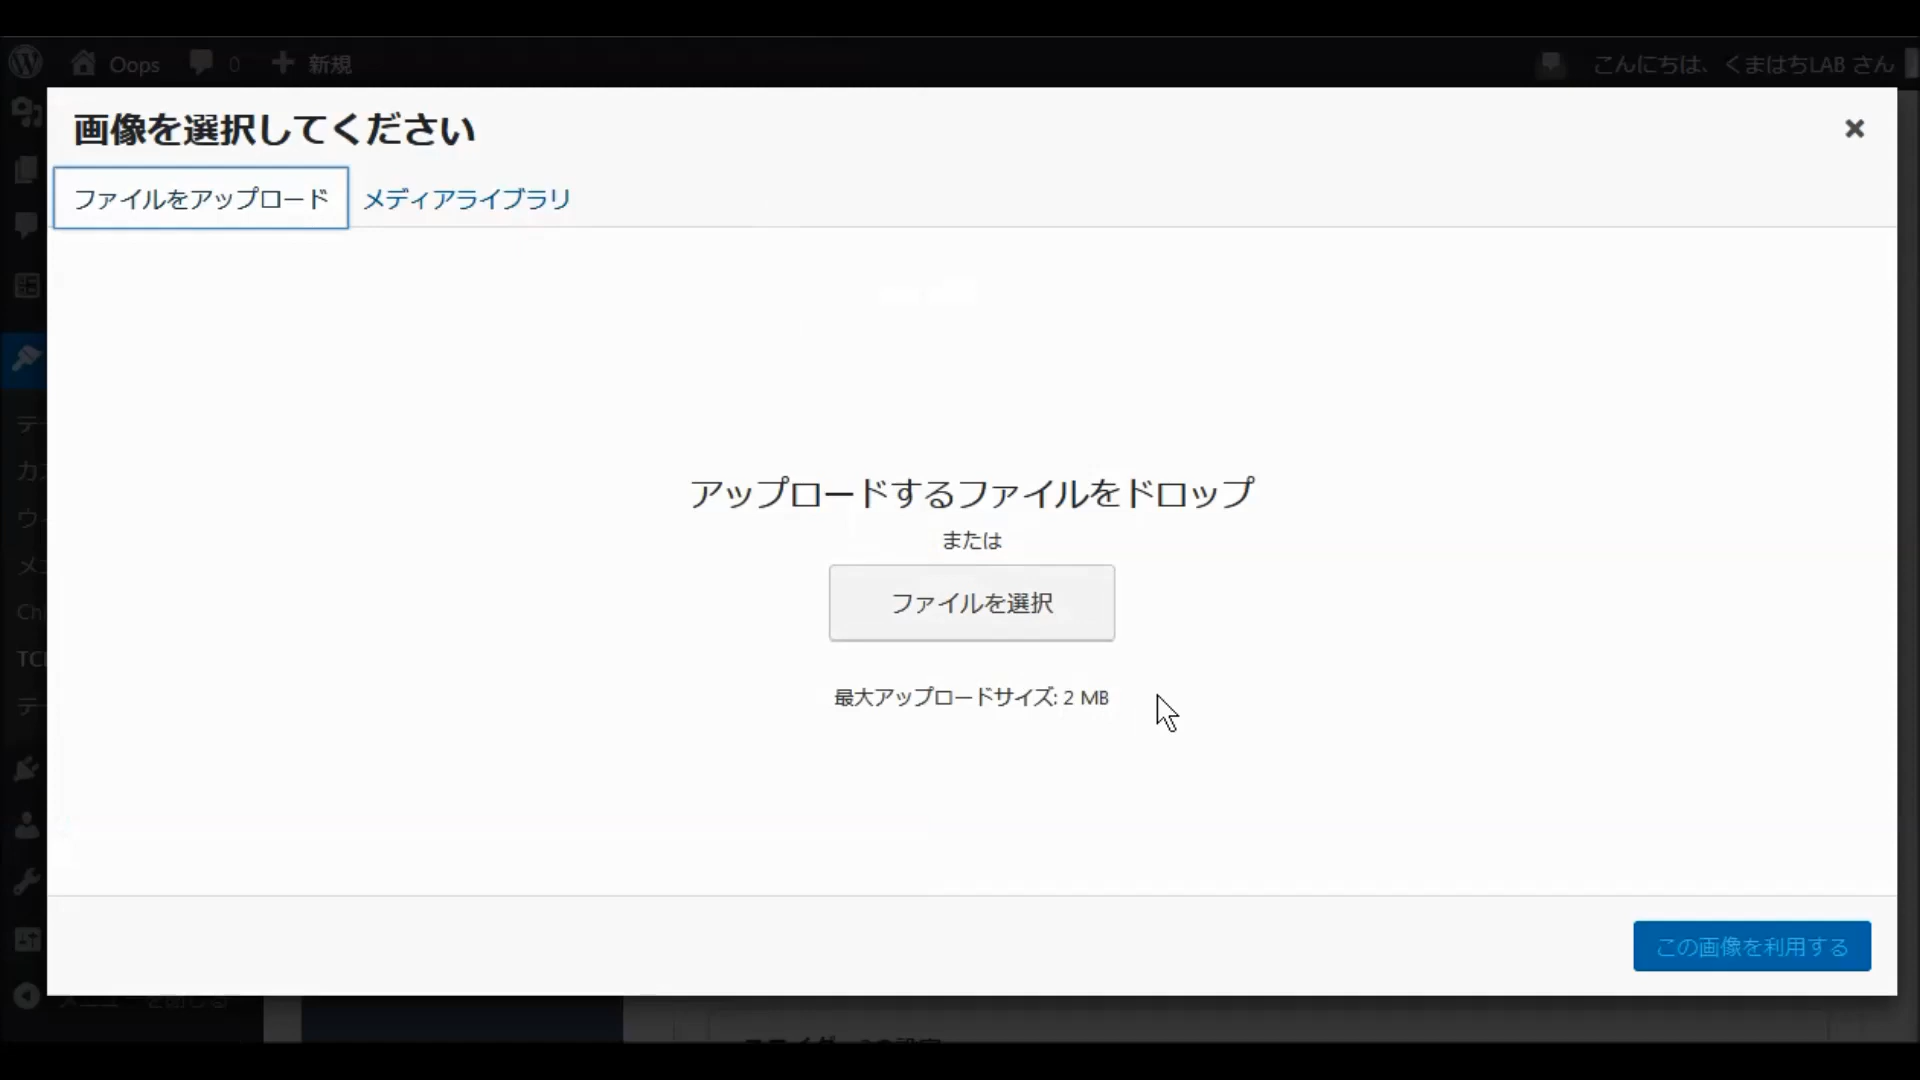 Oops 0 新規
こんにちは、くまはちLAB さん
画像を選択してください
ファイルをアップロード メディアライブラリ
アップロードするファイルをドロップ
または
ファイルを選択
最大アップロードサイズ: 2 MB
この画像を利用する